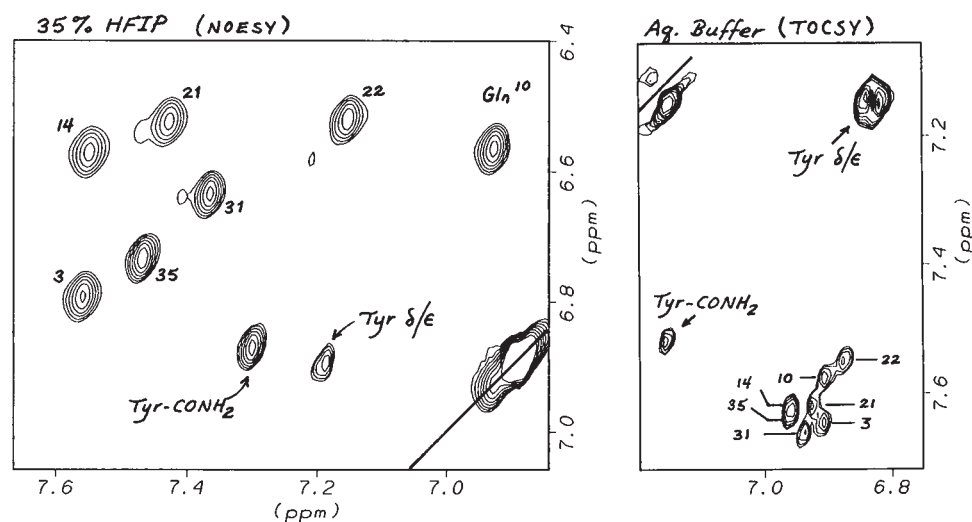 35% HFIP (NOESY)
14
21
22
Gln 10
31
3
35
Tyr δ/ε
Tyr-CONH2
7.6
7.4
7.2
7.0
(ppm)
6.4
6.6
6.8
7.0
(ppm)
Aq. Buffer (TOCSY)
Tyr δ/ε
Tyr-CONH2
22
10
14
35
21
3
31
7.0
6.8
7.2
7.4
7.6
(ppm)